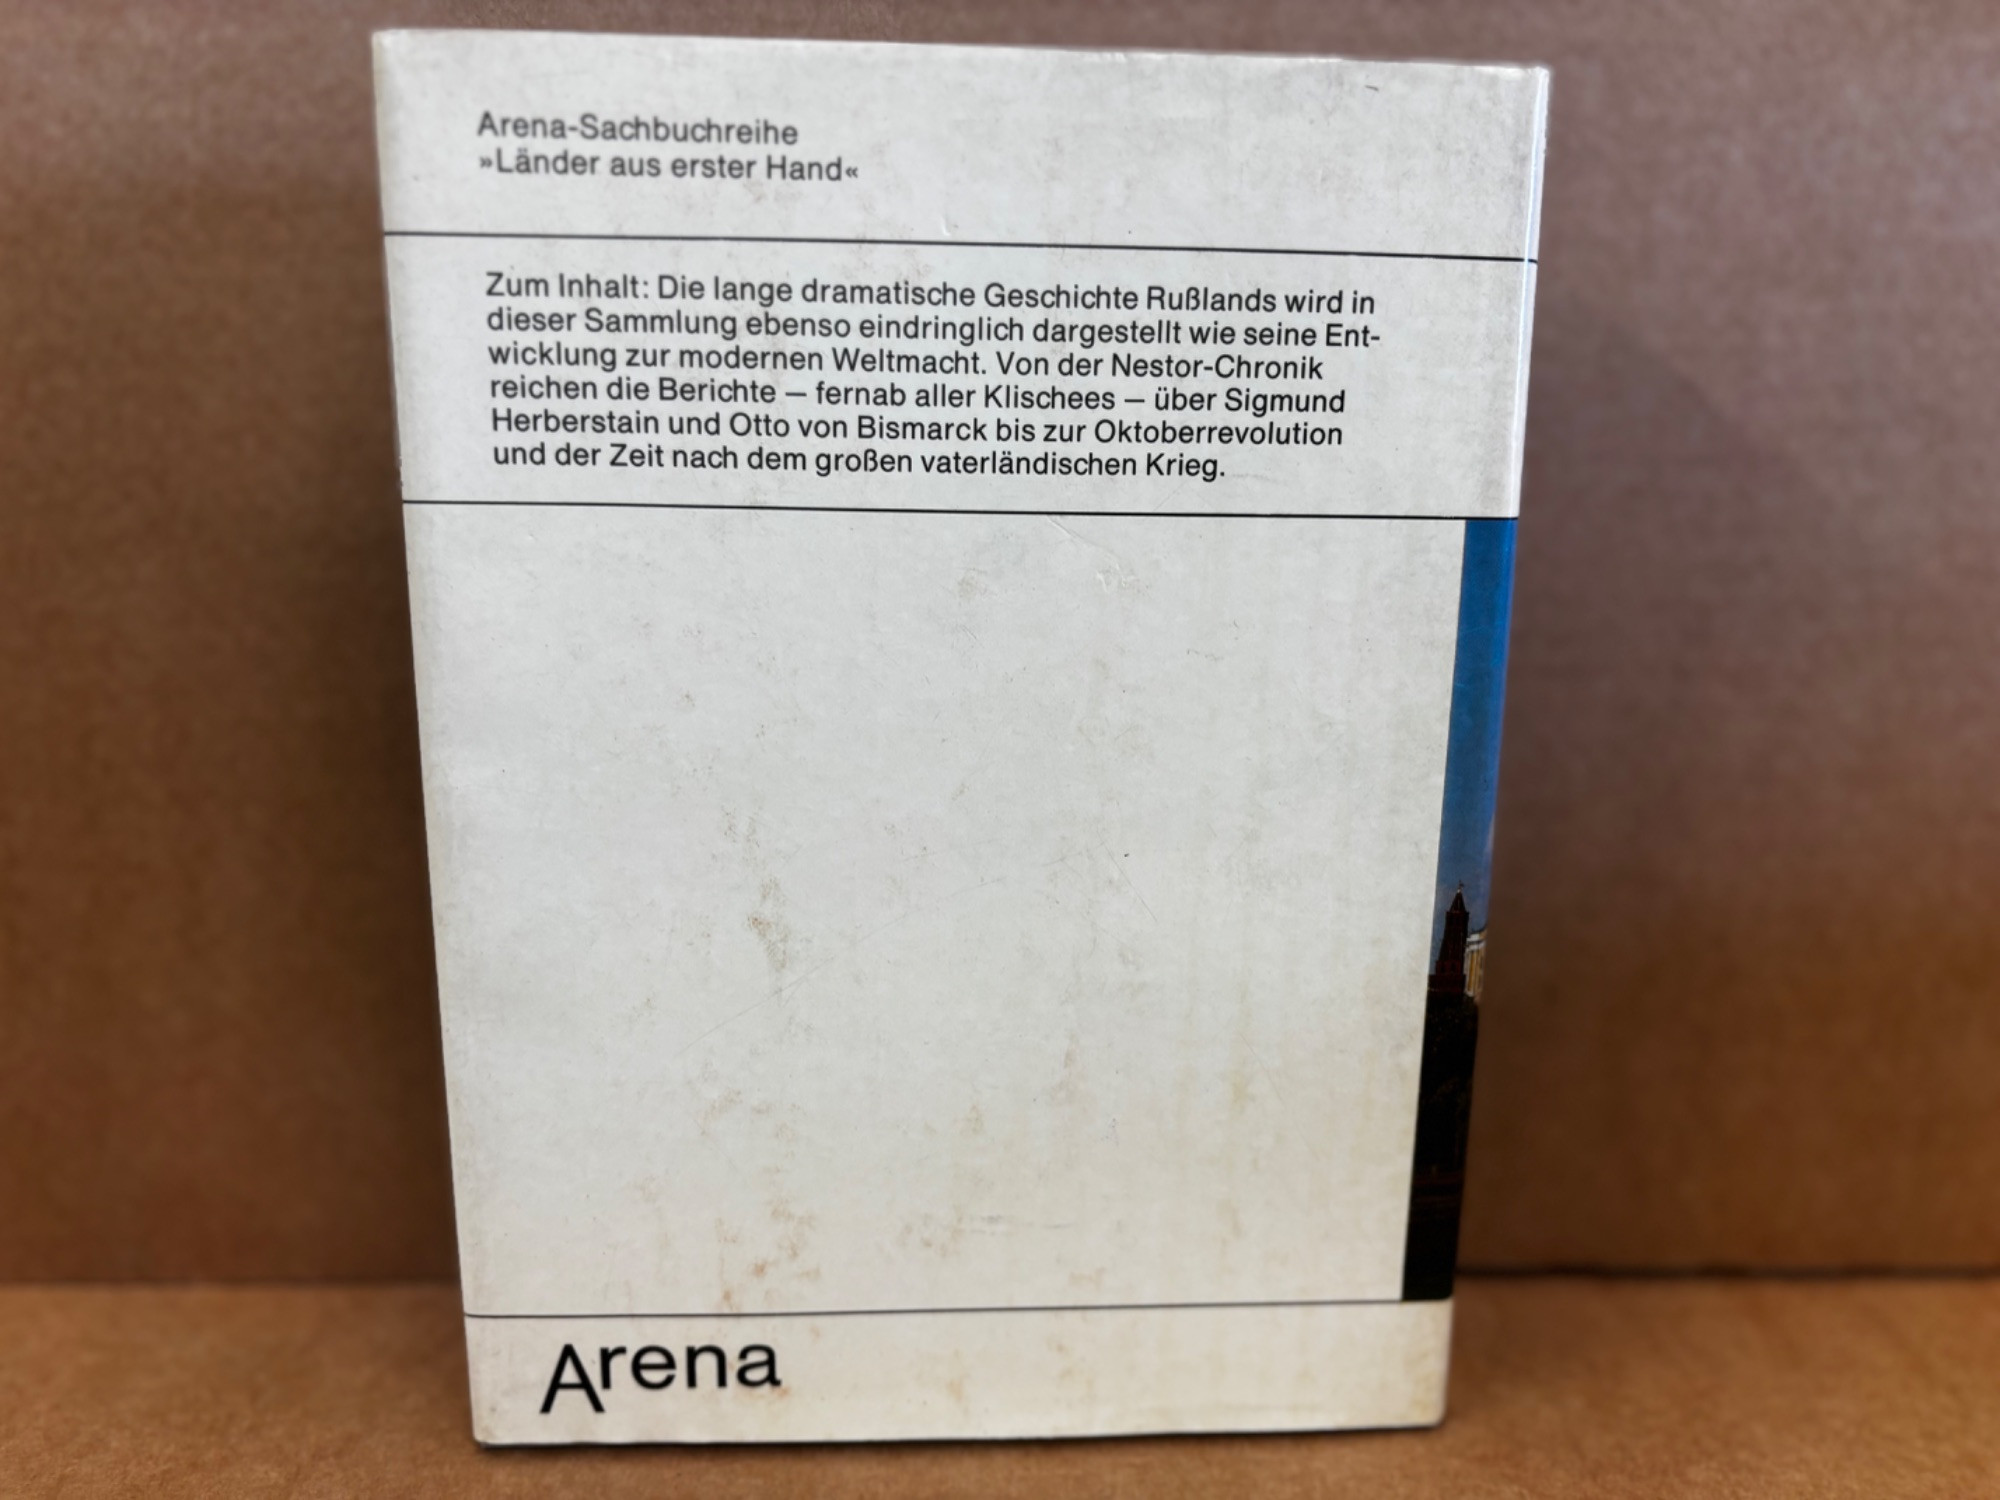 Arena-Sachbuchreihe
»Länder aus erster Hand«
Zum Inhalt: Die lange dramatische Geschichte Rußlands wird in
dieser Sammlung ebenso eindringlich dargestellt wie seine Ent-
wicklung zur modernen Weltmacht. Von der Nestor-Chronik
reichen die Berichte — fernab aller Klischees — über Sigmund
Herberstain und Otto von Bismarck bis zur Oktoberrevolution
und der Zeit nach dem großen vaterländischen Krieg.
Arena